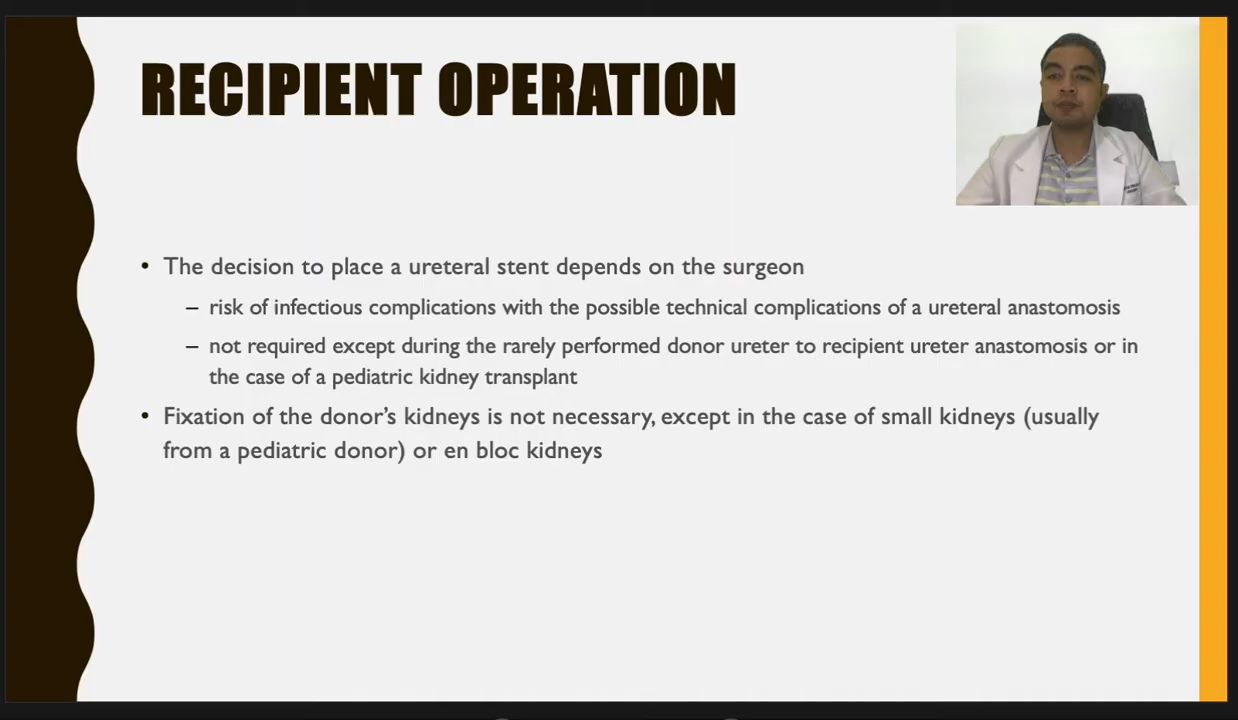 RECIPIENT OPERATION
• The decision to place a ureteral stent depends on the surgeon
– risk of infectious complications with the possible technical complications of a ureteral anastomosis
– not required except during the rarely performed donor ureter to recipient ureter anastomosis or in
the case of a pediatric kidney transplant
• Fixation of the donor’s kidneys is not necessary, except in the case of small kidneys (usually
from a pediatric donor) or en bloc kidneys